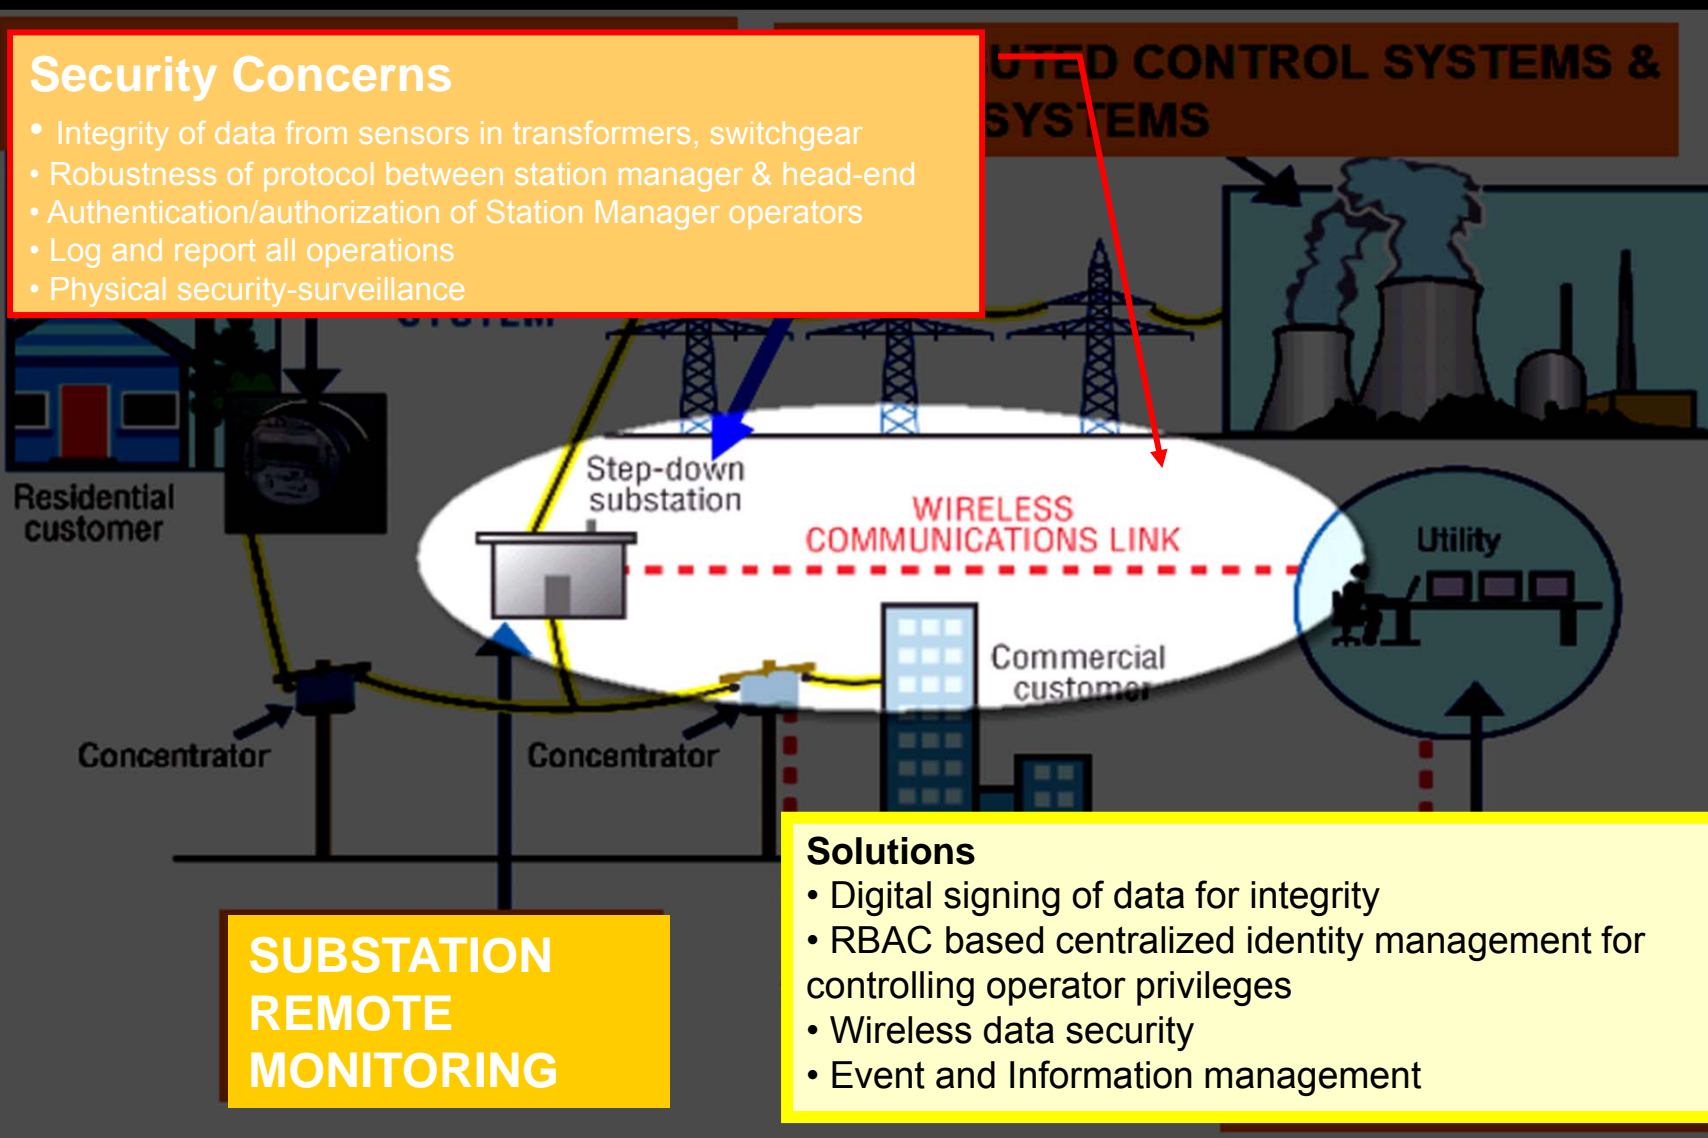 Security Concerns
• Integrity of data from sensors in transformers, switchgear
• Robustness of protocol between station manager & head-end
• Authentication/authorization of Station Manager operators
• Log and report all operations
• Physical security-surveillance
CONTROL SYSTEMS &
SYSTEMS
SYSTEM
Step-down
substation
WIRELESS
COMMUNICATIONS LINK
Residential
customer
Utility
Commercial
customer
Concentrator
Concentrator
SUBSTATION
REMOTE
MONITORING
Solutions
• Digital signing of data for integrity
• RBAC based centralized identity management for
controlling operator privileges
• Wireless data security
• Event and Information management